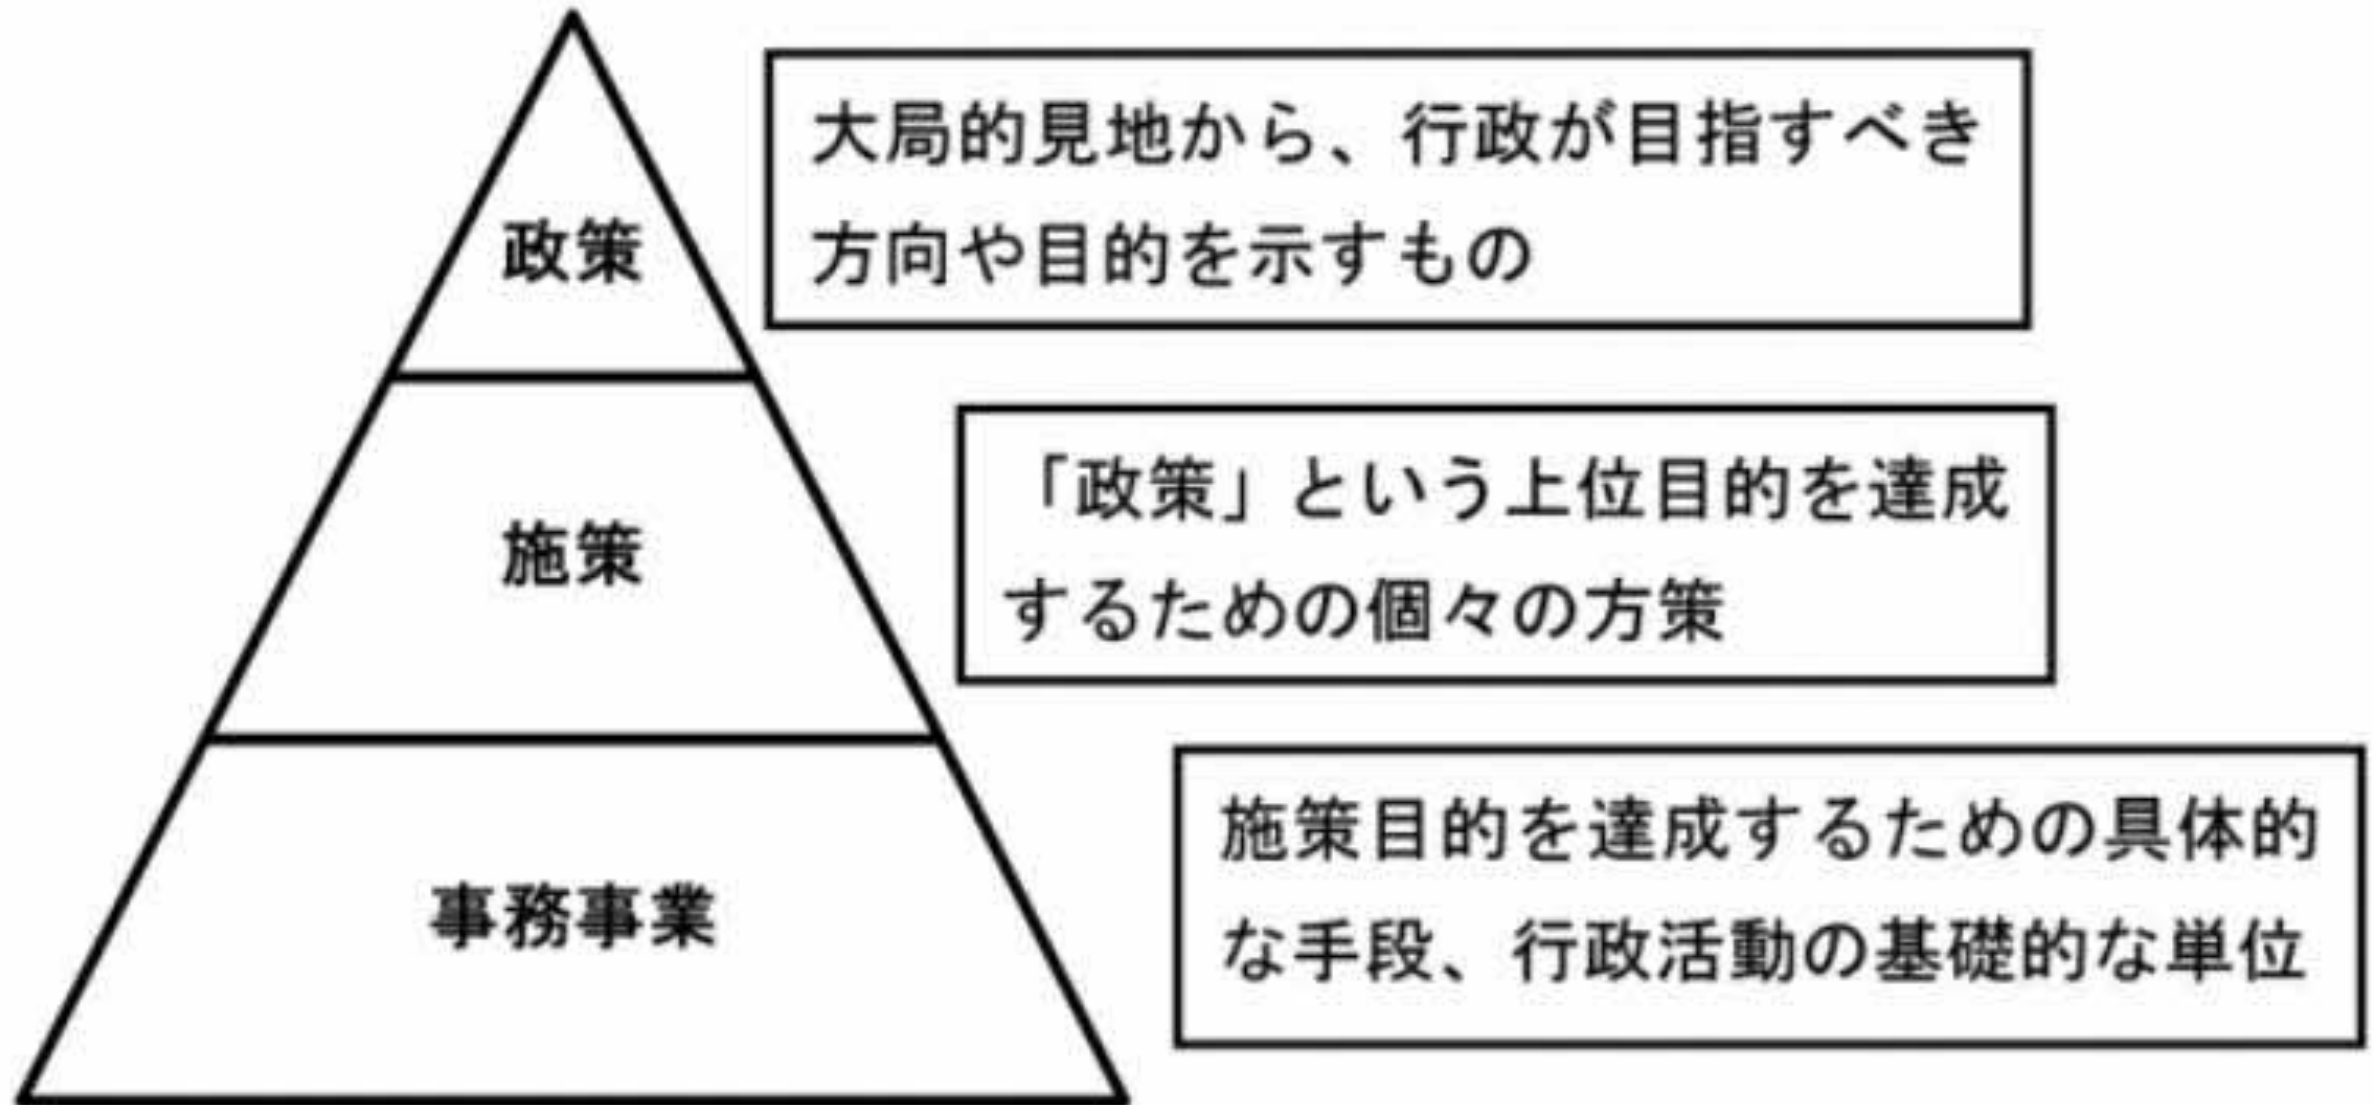 政策
大局的見地から、行政が目指すべき
方向や目的を示すもの
施策
「政策」という上位目的を達成
するための個々の方策
事務事業
施策目的を達成するための具体的
な手段、行政活動の基礎的な単位